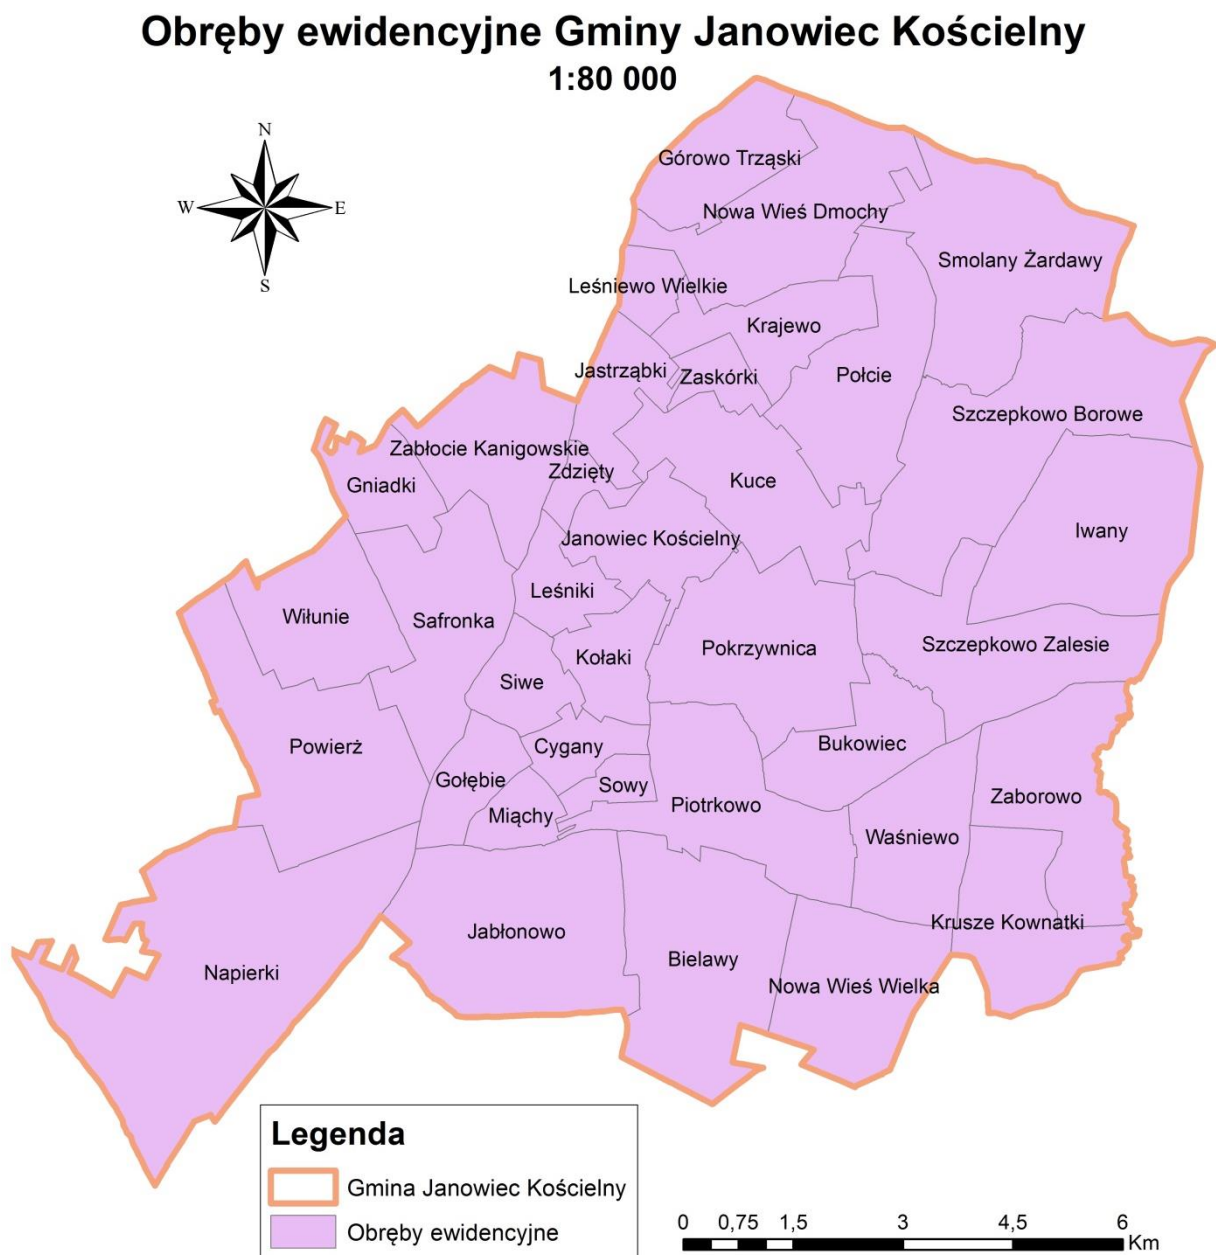 Obręby ewidencyjne Gminy Janowiec Kościelny
1:80 000
N
W
E
S
Górowo Trząski
Nowa Wieś Dmochy
Smolany Żardawy
Leśniewo Wielkie
Krajewo
Jastrząbki
Zaskórki
Połcie
Szczepkowo Borowe
Zabłocie Kanigowskie
Zdzięty
Gniadki
Kuce
Iwany
Janowiec Kościelny
Leśniki
Wiłunie
Safronka
Kołaki
Pokrzywnica
Szczepkowo Zalesie
Siwe
Powierż
Cygany
Bukowiec
Gołębie
Sowy
Zaborowo
Miąchy
Piotrkowo
Waśniewo
Krusze Kownatki
Jabłonowo
Bielawy
Napierki
Nowa Wieś Wielka
Legenda
Gmina Janowiec Kościelny
Obręby ewidencyjne
0 0,75 1,5 3 4,5 6
Km